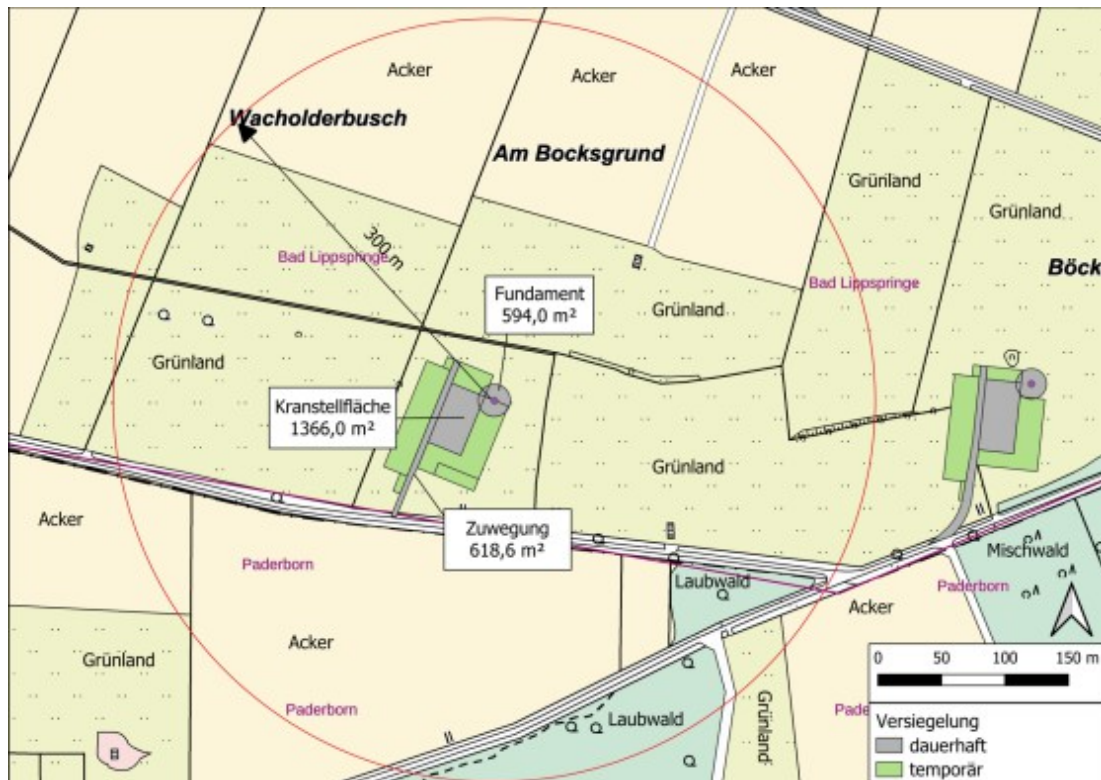 Acker
Acker
Acker
Wacholderbusch
Am Bocksgrund
Grünland
Grünland
300 m
Bad Lippspringe
Böck
Bad Lippspringe
Fundament
594,0 m²
Grünland
Grünland
Kranstellfläche
1366,0 m²
Grünland
Acker
Zuwegung
618,6 m²
Mischwald
Paderborn
Laubwald
Paderborn
Acker
Acker
Grünland
Paderborn
Laubwald
Grünland
Pa
0 50 100 150 m
Versiegelung
dauerhaft
temporär